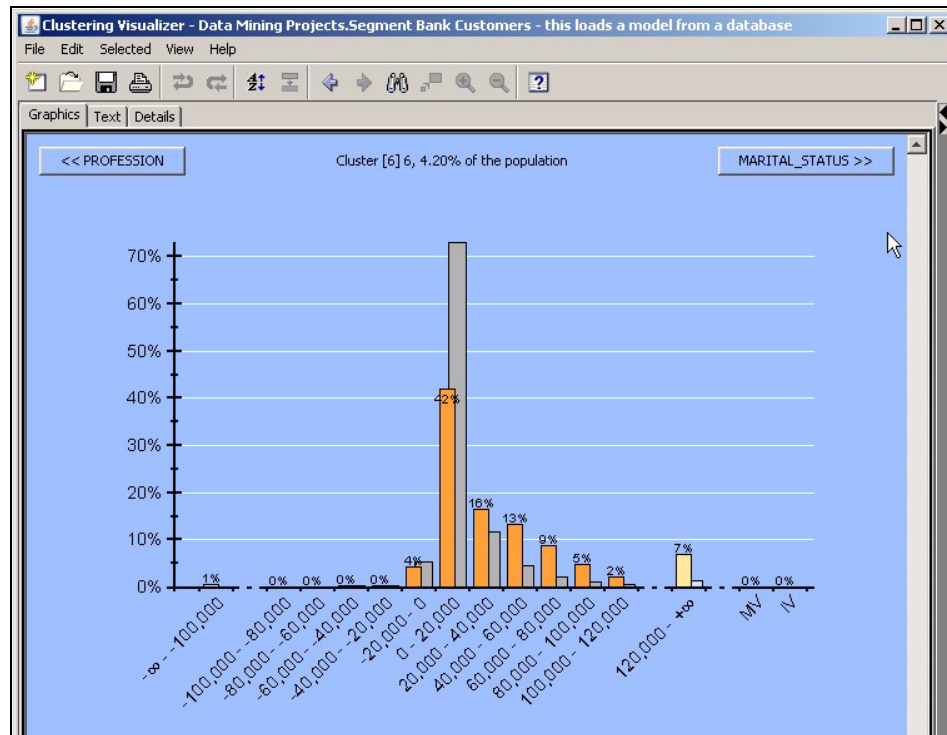 Clustering Visualizer - Data Mining Projects.Segment Bank Customers - this loads a model from a database
File Edit Selected View Help
Graphics Text Details
<< PROFESSION
Cluster [6] 6, 4.20% of the population
MARITAL_STATUS >>
70%
60%
50%
40%
30%
20%
10%
0%
1%
0%
0%
0%
0%
4%
42%
16%
13%
9%
5%
2%
7%
0%
0%
-∞ - -100,000
-100,000 - -80,000
-80,000 - -60,000
-60,000 - -40,000
-40,000 - -20,000
-20,000 - 0
0 - 20,000
20,000 - 40,000
40,000 - 60,000
60,000 - 80,000
80,000 - 100,000
100,000 - 120,000
120,000 - +∞
MV
IV